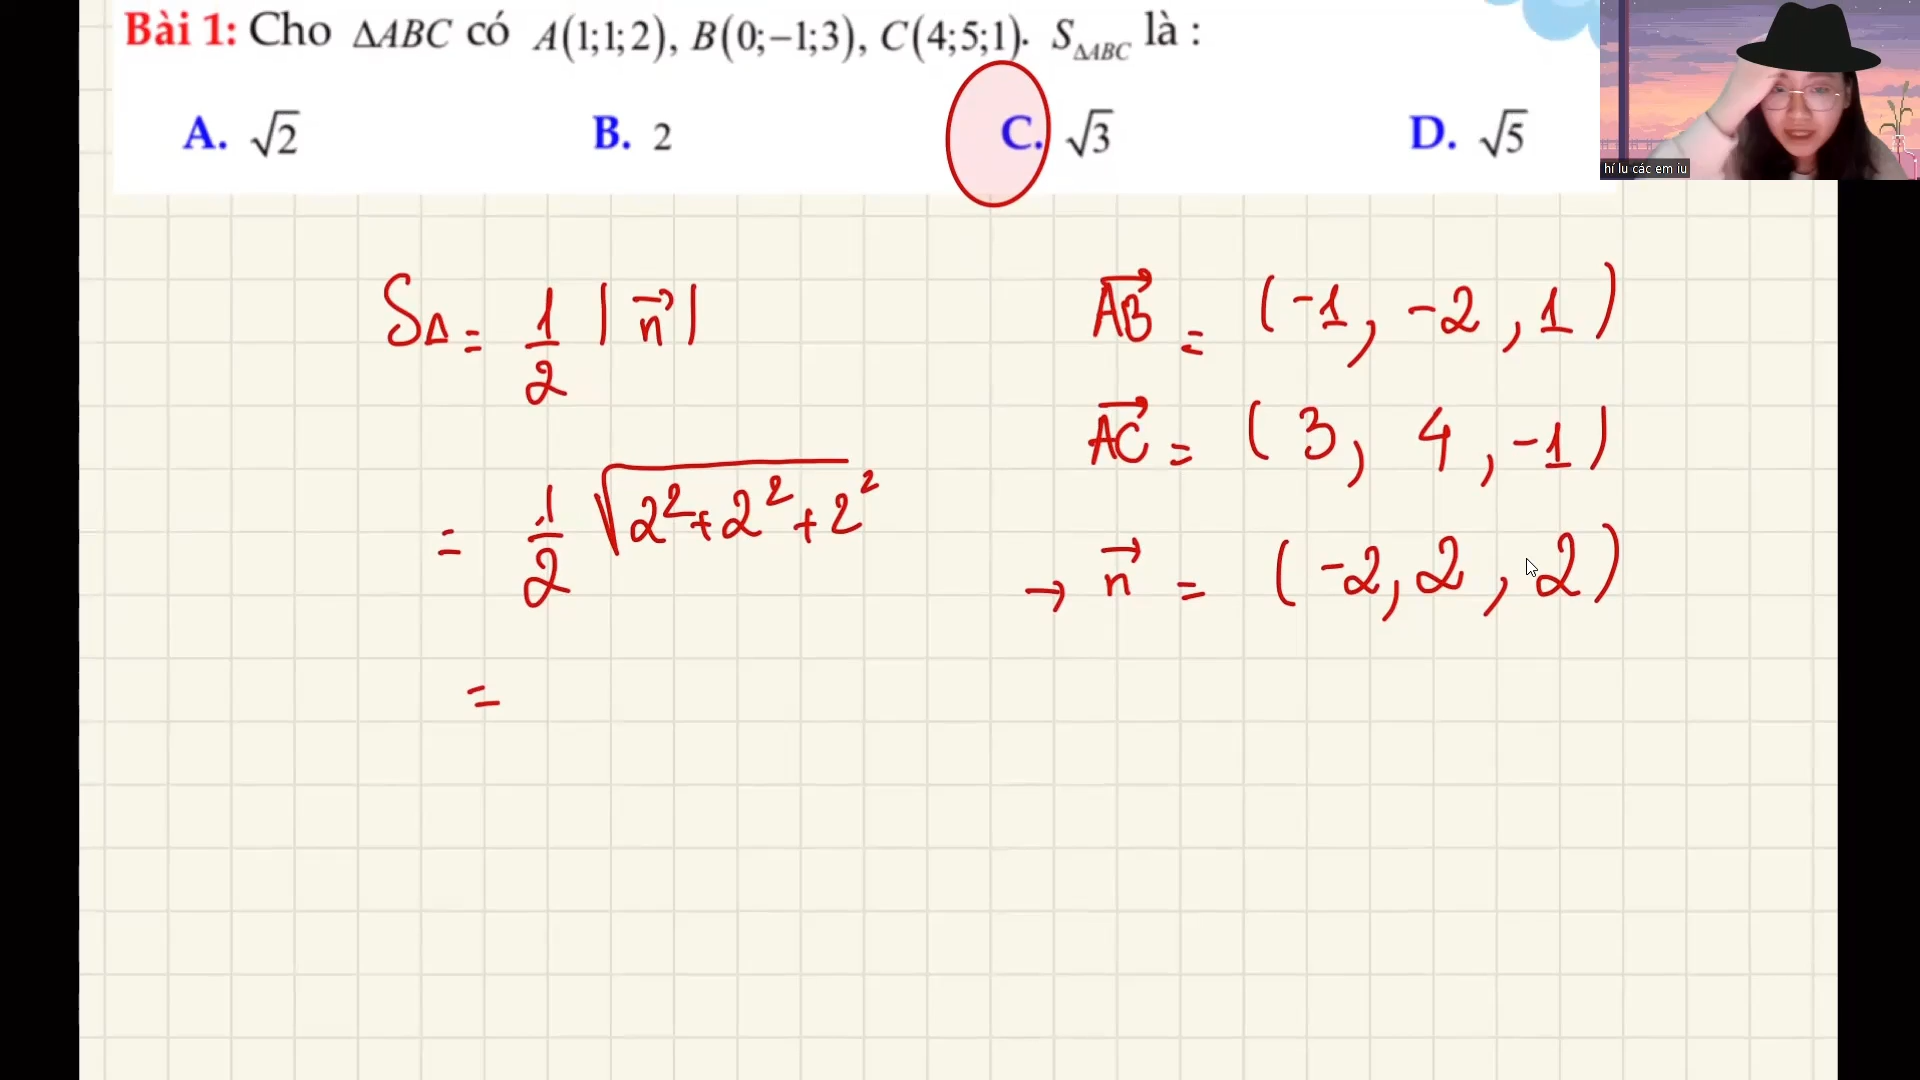 Bài 1: Cho ΔABC có A(1;1;2), B(0;−1;3), C(4;5;1). S_ΔABC là :
A. √2 B. 2 C. √3 D. √5
hí lu các em iu
S_Δ = 1/2 |n⃗|
= 1/2 √(2² + 2² + 2²)
=
A͞B⃗ = (-1, -2, 1)
A͞C⃗ = (3, 4, -1)
→ n⃗ = (-2, 2, 2)